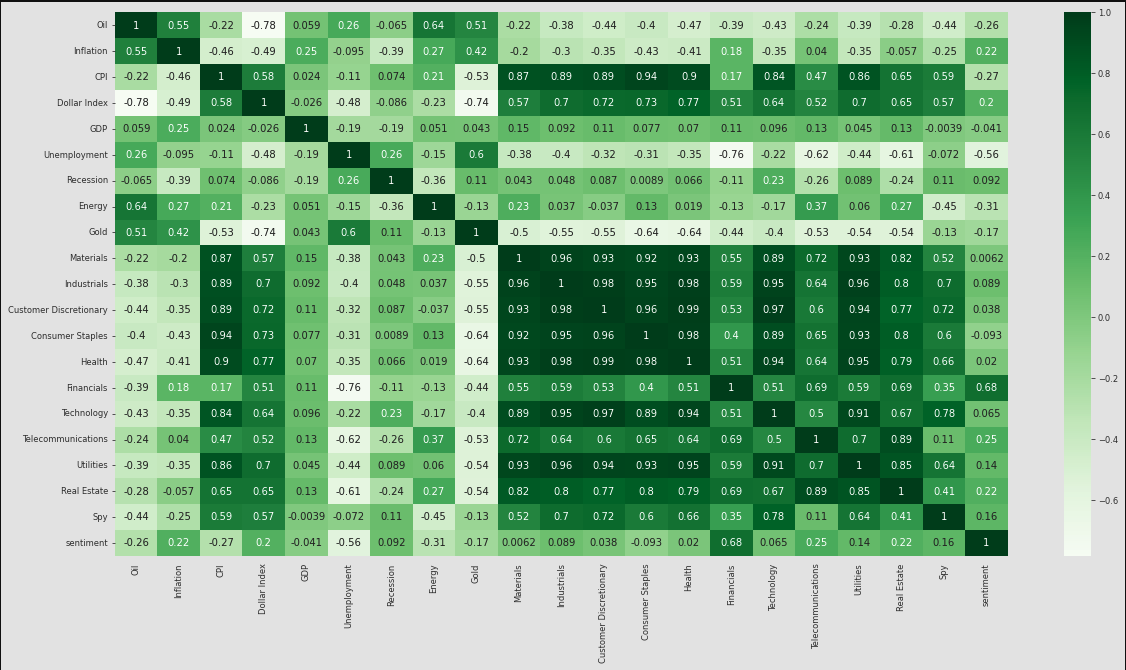 Oil 1 0.55 -0.22 -0.78 0.059 0.26 -0.065 0.64 0.51 -0.22 -0.38 -0.44 -0.4 -0.47 -0.39 -0.43 -0.24 -0.39 -0.28 -0.44 -0.26
Inflation 0.55 1 -0.46 -0.49 0.25 -0.095 -0.39 0.27 0.42 -0.2 -0.3 -0.35 -0.43 -0.41 0.18 -0.35 0.04 -0.35 -0.057 -0.25 0.22
CPI -0.22 -0.46 1 0.58 0.024 -0.11 0.074 0.21 -0.53 0.87 0.89 0.89 0.94 0.9 0.17 0.84 0.47 0.86 0.65 0.59 -0.27
Dollar Index -0.78 -0.49 0.58 1 -0.026 -0.48 -0.086 -0.23 -0.74 0.57 0.7 0.72 0.73 0.77 0.51 0.64 0.52 0.7 0.65 0.57 0.2
GDP 0.059 0.25 0.024 -0.026 1 -0.19 -0.19 0.051 0.043 0.15 0.092 0.11 0.077 0.07 0.11 0.096 0.13 0.045 0.13 -0.0039 -0.041
Unemployment 0.26 -0.095 -0.11 -0.48 -0.19 1 0.26 -0.15 0.6 -0.38 -0.4 -0.32 -0.31 -0.35 -0.76 -0.22 -0.62 -0.44 -0.61 -0.072 -0.56
Recession -0.065 -0.39 0.074 -0.086 -0.19 0.26 1 -0.36 0.11 0.043 0.048 0.087 0.0089 0.066 -0.11 0.23 -0.26 0.089 -0.24 0.11 0.092
Energy 0.64 0.27 0.21 -0.23 0.051 -0.15 -0.36 1 -0.13 0.23 0.037 -0.037 0.13 0.019 -0.13 -0.17 0.37 0.06 0.27 -0.45 -0.31
Gold 0.51 0.42 -0.53 -0.74 0.043 0.6 0.11 -0.13 1 -0.5 -0.55 -0.55 -0.64 -0.64 -0.44 -0.4 -0.53 -0.54 -0.54 -0.13 -0.17
Materials -0.22 -0.2 0.87 0.57 0.15 -0.38 0.043 0.23 -0.5 1 0.96 0.93 0.92 0.93 0.55 0.89 0.72 0.93 0.82 0.52 0.0062
Industrials -0.38 -0.3 0.89 0.7 0.092 -0.4 0.048 0.037 -0.55 0.96 1 0.98 0.95 0.98 0.59 0.95 0.64 0.96 0.8 0.7 0.089
Customer Discretionary -0.44 -0.35 0.89 0.72 0.11 -0.32 0.087 -0.037 -0.55 0.93 0.98 1 0.96 0.99 0.53 0.97 0.6 0.94 0.77 0.72 0.038
Consumer Staples -0.4 -0.43 0.94 0.73 0.077 -0.31 0.0089 0.13 -0.64 0.92 0.95 0.96 1 0.98 0.4 0.89 0.65 0.93 0.8 0.6 -0.093
Health -0.47 -0.41 0.9 0.77 0.07 -0.35 0.066 0.019 -0.64 0.93 0.98 0.99 0.98 1 0.51 0.94 0.64 0.95 0.79 0.66 0.02
Financials -0.39 0.18 0.17 0.51 0.11 -0.76 -0.11 -0.13 -0.44 0.55 0.59 0.53 0.4 0.51 1 0.51 0.69 0.59 0.69 0.35 0.68
Technology -0.43 -0.35 0.84 0.64 0.096 -0.22 0.23 -0.17 -0.4 0.89 0.95 0.97 0.89 0.94 0.51 1 0.5 0.91 0.67 0.78 0.065
Telecommunications -0.24 0.04 0.47 0.52 0.13 -0.62 -0.26 0.37 -0.53 0.72 0.64 0.6 0.65 0.64 0.69 0.5 1 0.7 0.89 0.11 0.25
Utilities -0.39 -0.35 0.86 0.7 0.045 -0.44 0.089 0.06 -0.54 0.93 0.96 0.94 0.93 0.95 0.59 0.91 0.7 1 0.85 0.64 0.14
Real Estate -0.28 -0.057 0.65 0.65 0.13 -0.61 -0.24 0.27 -0.54 0.82 0.8 0.77 0.8 0.79 0.69 0.67 0.89 0.85 1 0.41 0.22
Spy -0.44 -0.25 0.59 0.57 -0.0039 -0.072 0.11 -0.45 -0.13 0.52 0.7 0.72 0.6 0.66 0.35 0.78 0.11 0.64 0.41 1 0.16
sentiment -0.26 0.22 -0.27 0.2 -0.041 -0.56 0.092 -0.31 -0.17 0.0062 0.089 0.038 -0.093 0.02 0.68 0.065 0.25 0.14 0.22 0.16 1
Oil Inflation CPI Dollar Index GDP Unemployment Recession Energy Gold Materials Industrials Customer Discretionary Consumer Staples Health Financials Technology Telecommunications Utilities Real Estate Spy sentiment
1.0
0.8
0.6
0.4
0.2
0.0
−0.2
−0.4
−0.6